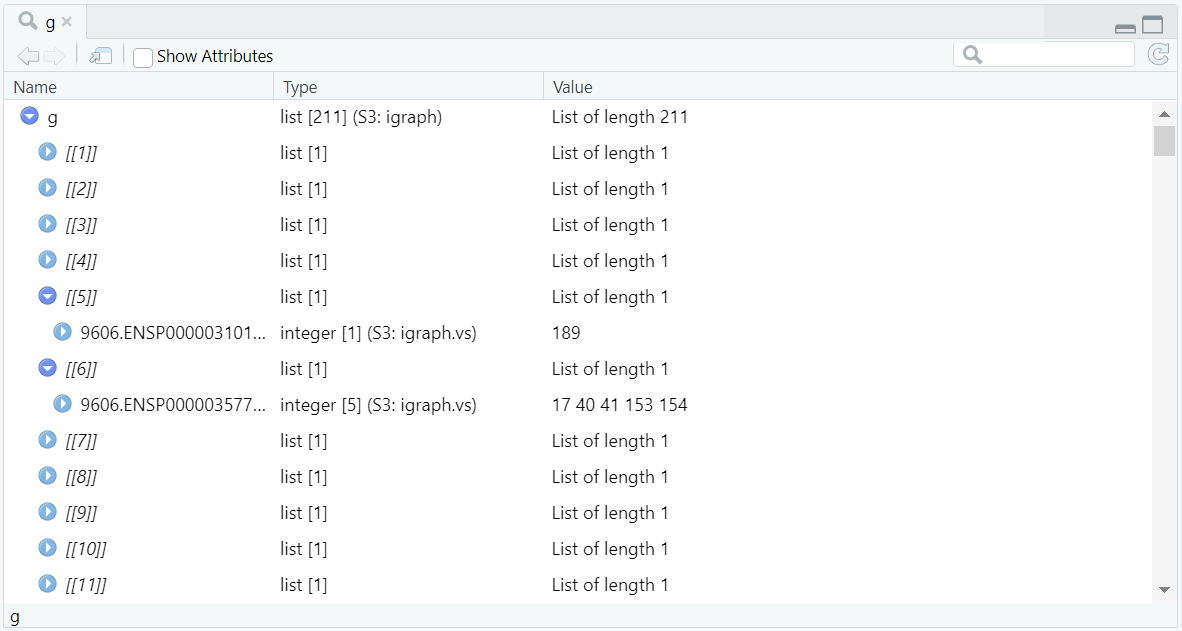 g
Show Attributes
Name Type Value
g list [211] (S3: igraph) List of length 211
[[1]] list [1] List of length 1
[[2]] list [1] List of length 1
[[3]] list [1] List of length 1
[[4]] list [1] List of length 1
[[5]] list [1] List of length 1
9606.ENSP000003101... integer [1] (S3: igraph.vs) 189
[[6]] list [1] List of length 1
9606.ENSP000003577... integer [5] (S3: igraph.vs) 17 40 41 153 154
[[7]] list [1] List of length 1
[[8]] list [1] List of length 1
[[9]] list [1] List of length 1
[[10]] list [1] List of length 1
[[11]] list [1] List of length 1
g